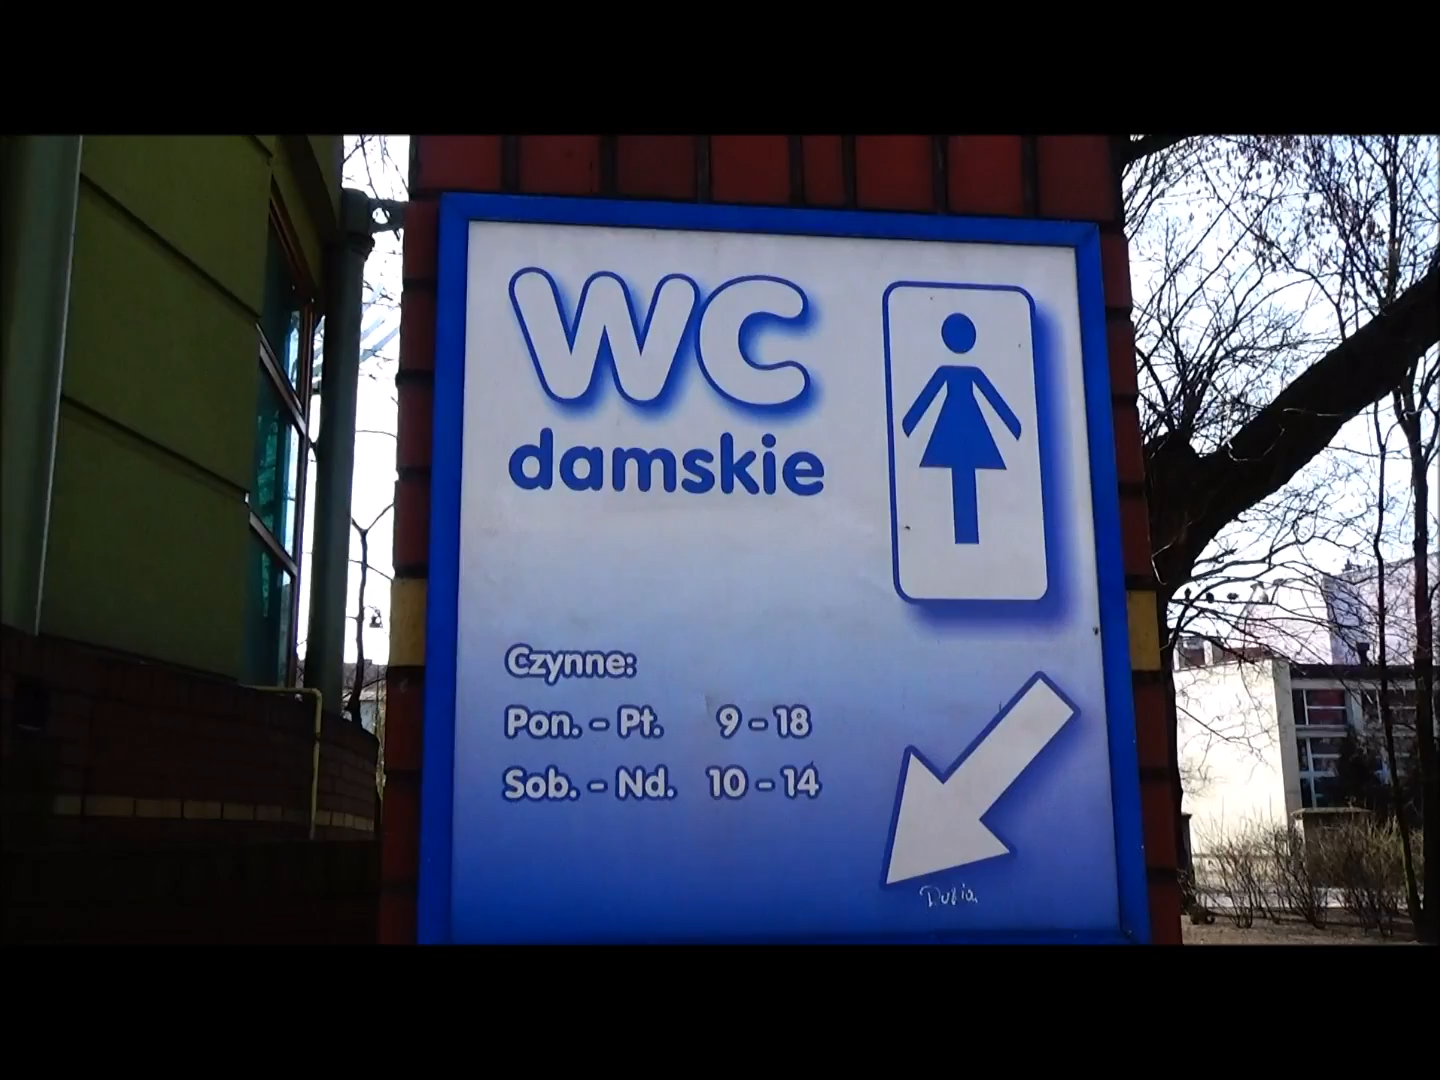 WC
damskie
Czynne:
Pon. - Pt. 9 - 18
Sob. - Nd. 10 - 14